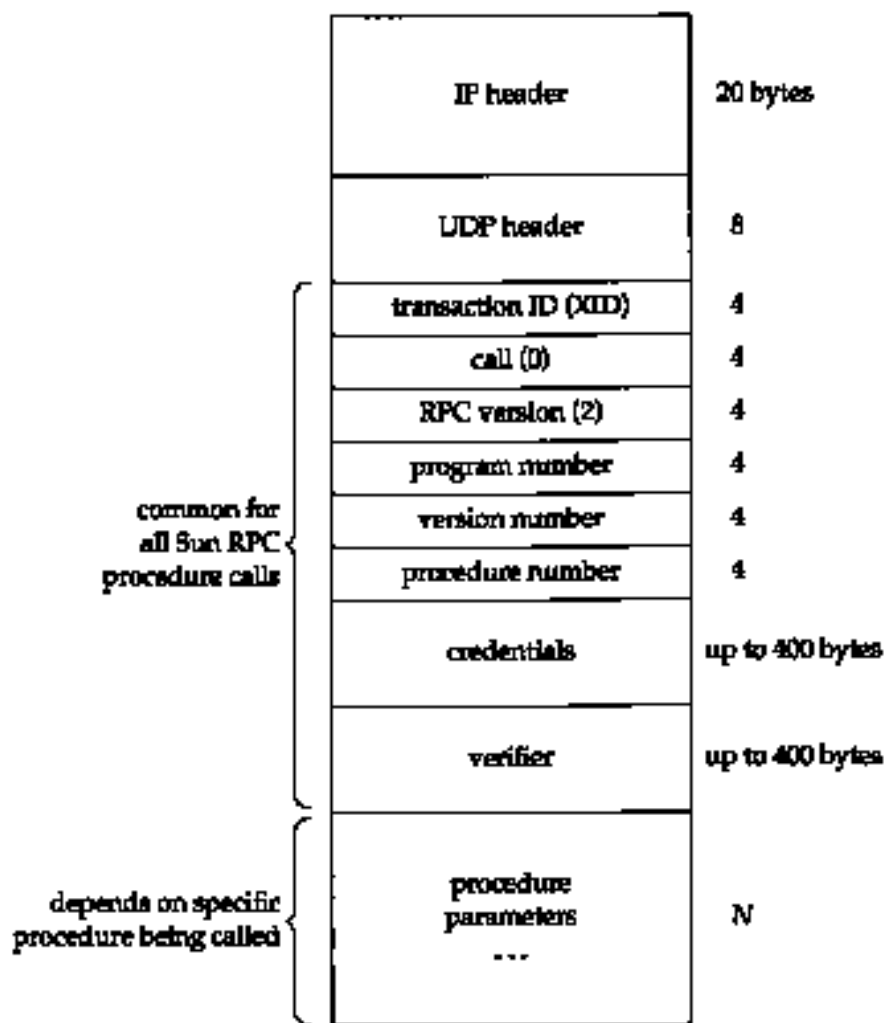 IP header 20 bytes
UDP header 8
transaction ID (XID) 4
call (0) 4
RPC version (2) 4
program number 4
version number 4
procedure number 4
common for
all Sun RPC
procedure calls
credentials up to 400 bytes
verifier up to 400 bytes
procedure
parameters
...
N
depends on specific
procedure being called